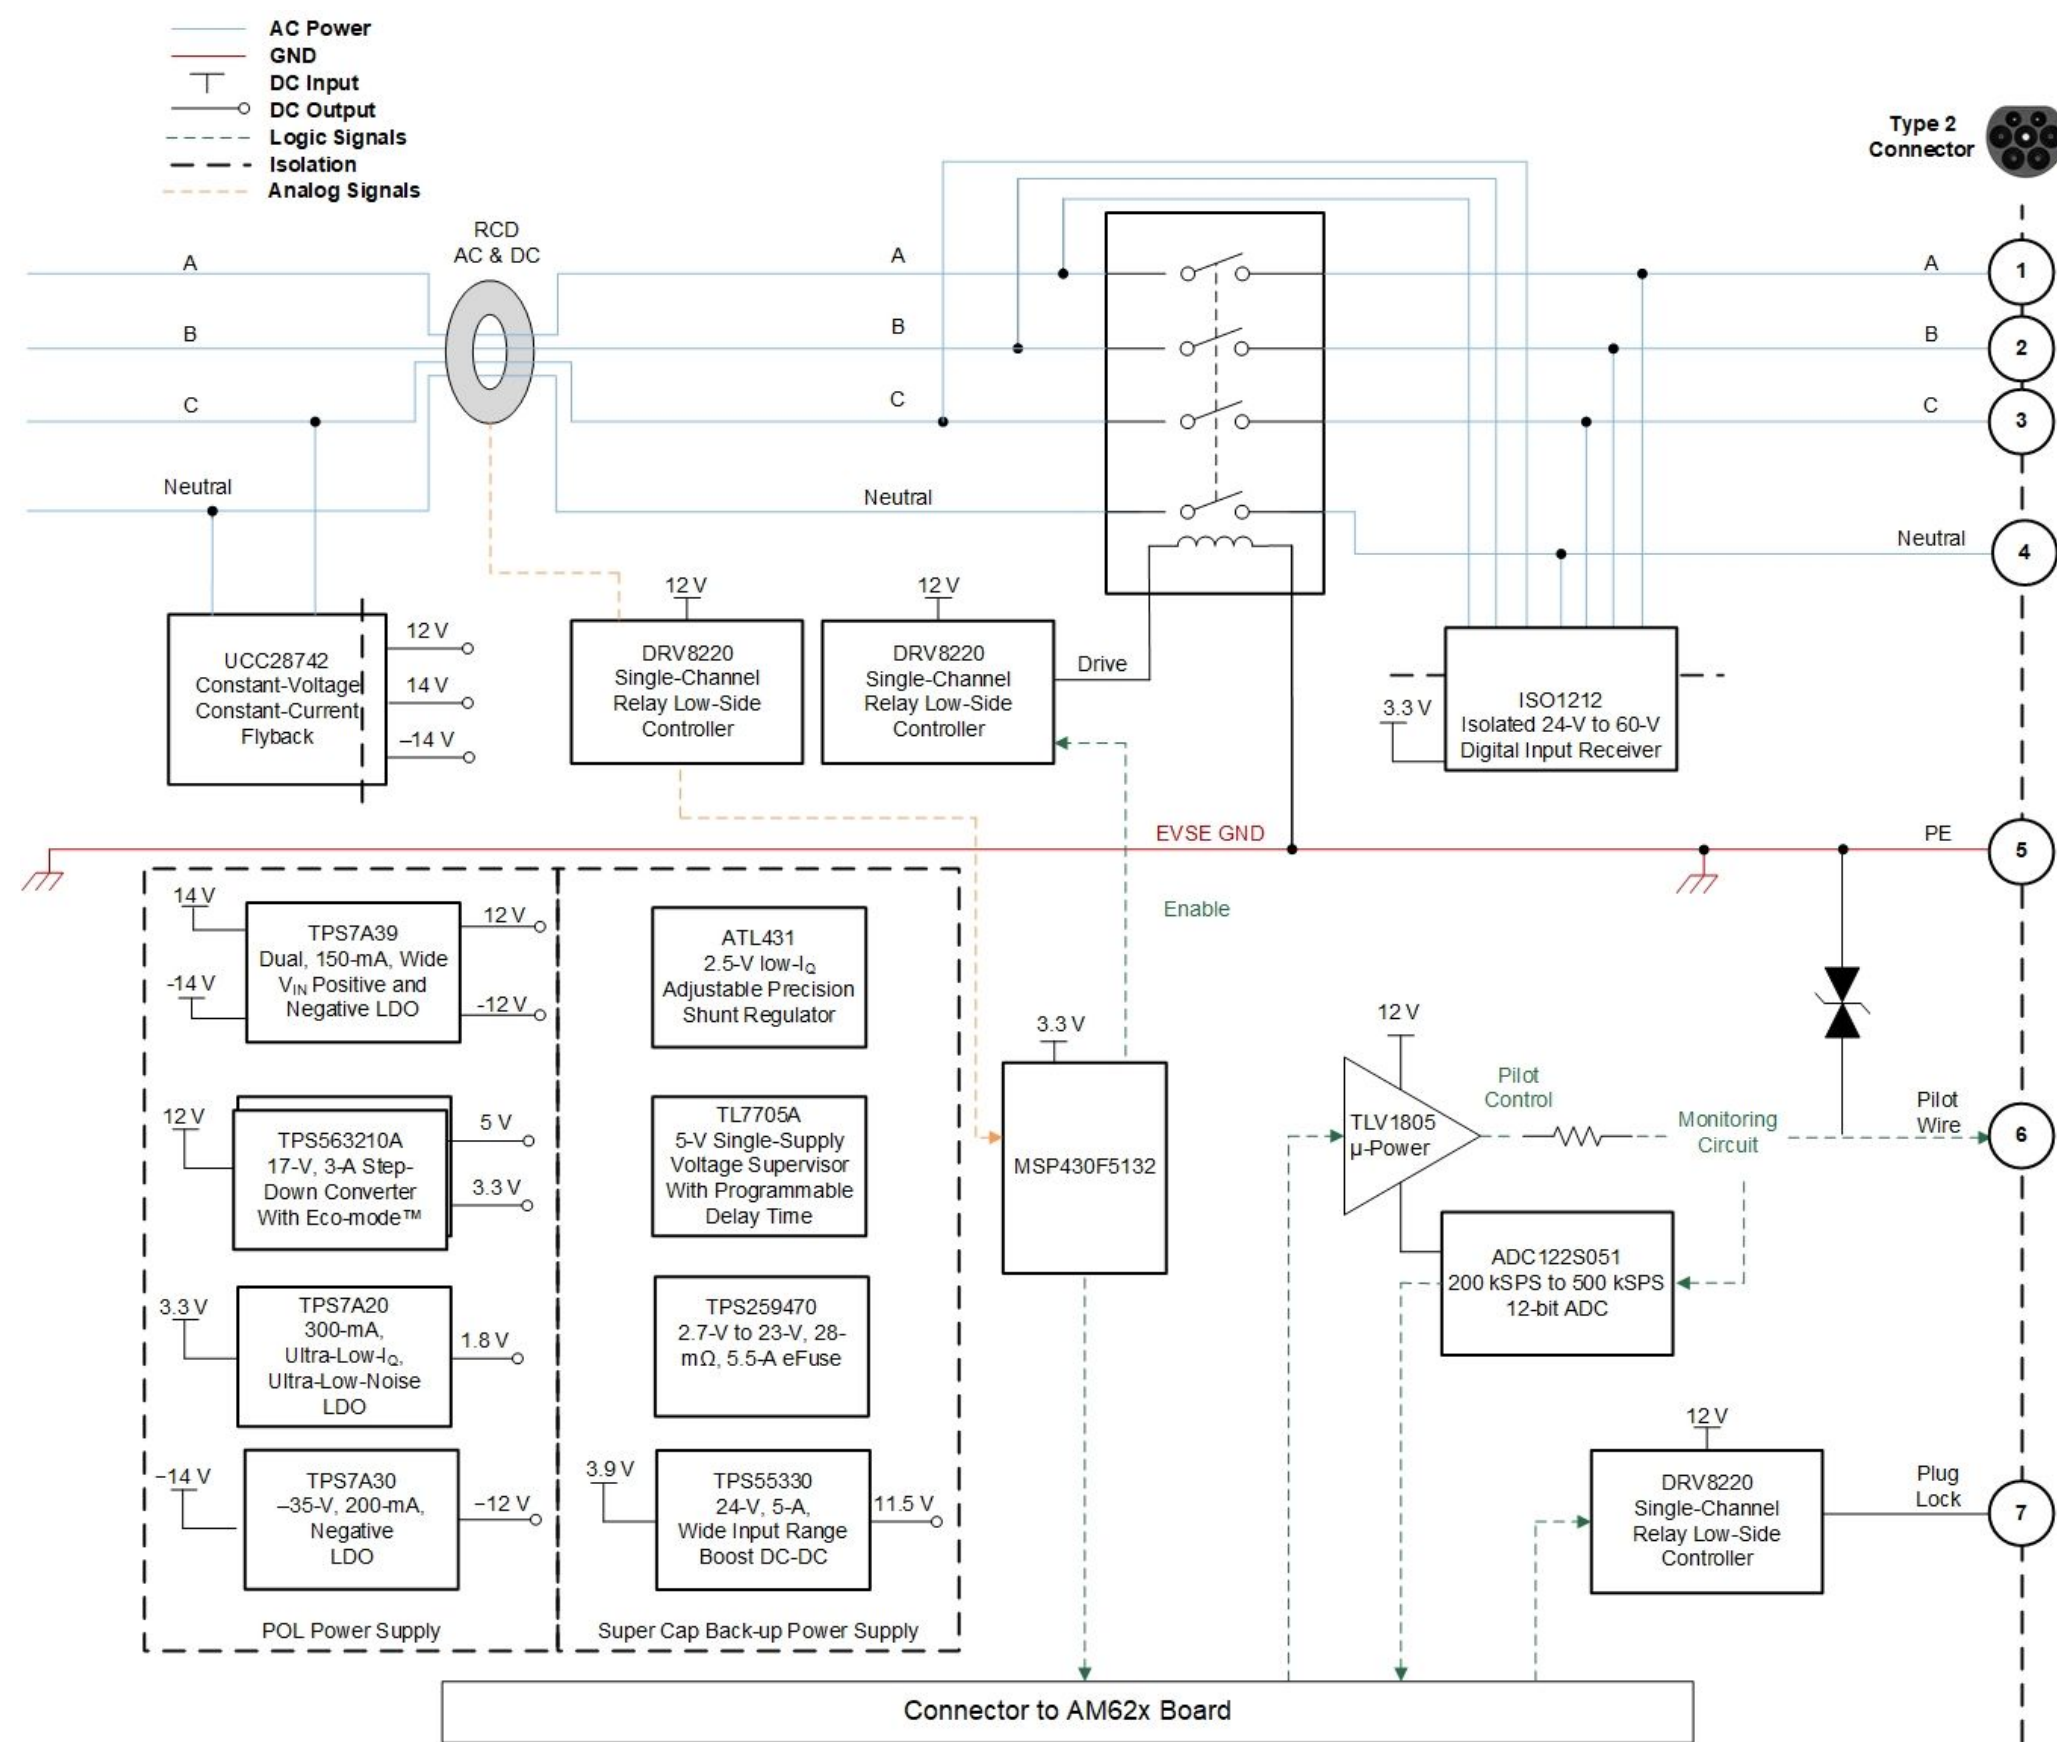 AC Power
GND
DC Input
DC Output
Logic Signals
Isolation
Analog Signals
Type 2
Connector
RCD
AC & DC
A
A
A
1
B
B
B
2
C
C
C
3
Neutral
Neutral
Neutral
4
UCC28742
Constant-Voltage
Constant-Current
Flyback
12 V
14 V
–14 V
12 V
DRV8220
Single-Channel
Relay Low-Side
Controller
12 V
DRV8220
Single-Channel
Relay Low-Side
Controller
Drive
3.3 V
ISO1212
Isolated 24-V to 60-V
Digital Input Receiver
EVSE GND
PE
5
Enable
14 V
-14 V
TPS7A39
Dual, 150-mA, Wide
VIN Positive and
Negative LDO
12 V
-12 V
12 V
TPS563210A
17-V, 3-A Step-
Down Converter
With Eco-mode™
5 V
3.3 V
3.3 V
TPS7A20
300-mA,
Ultra-Low-IQ,
Ultra-Low-Noise
LDO
1.8 V
–14 V
TPS7A30
–35-V, 200-mA,
Negative
LDO
–12 V
POL Power Supply
ATL431
2.5-V low-IQ
Adjustable Precision
Shunt Regulator
TL7705A
5-V Single-Supply
Voltage Supervisor
With Programmable
Delay Time
TPS259470
2.7-V to 23-V, 28-
mΩ, 5.5-A eFuse
3.9 V
TPS55330
24-V, 5-A,
Wide Input Range
Boost DC-DC
11.5 V
Super Cap Back-up Power Supply
3.3 V
MSP430F5132
12 V
TLV1805
µ-Power
Pilot
Control
Monitoring
Circuit
Pilot
Wire
6
ADC122S051
200 kSPS to 500 kSPS
12-bit ADC
12 V
DRV8220
Single-Channel
Relay Low-Side
Controller
Plug
Lock
7
Connector to AM62x Board